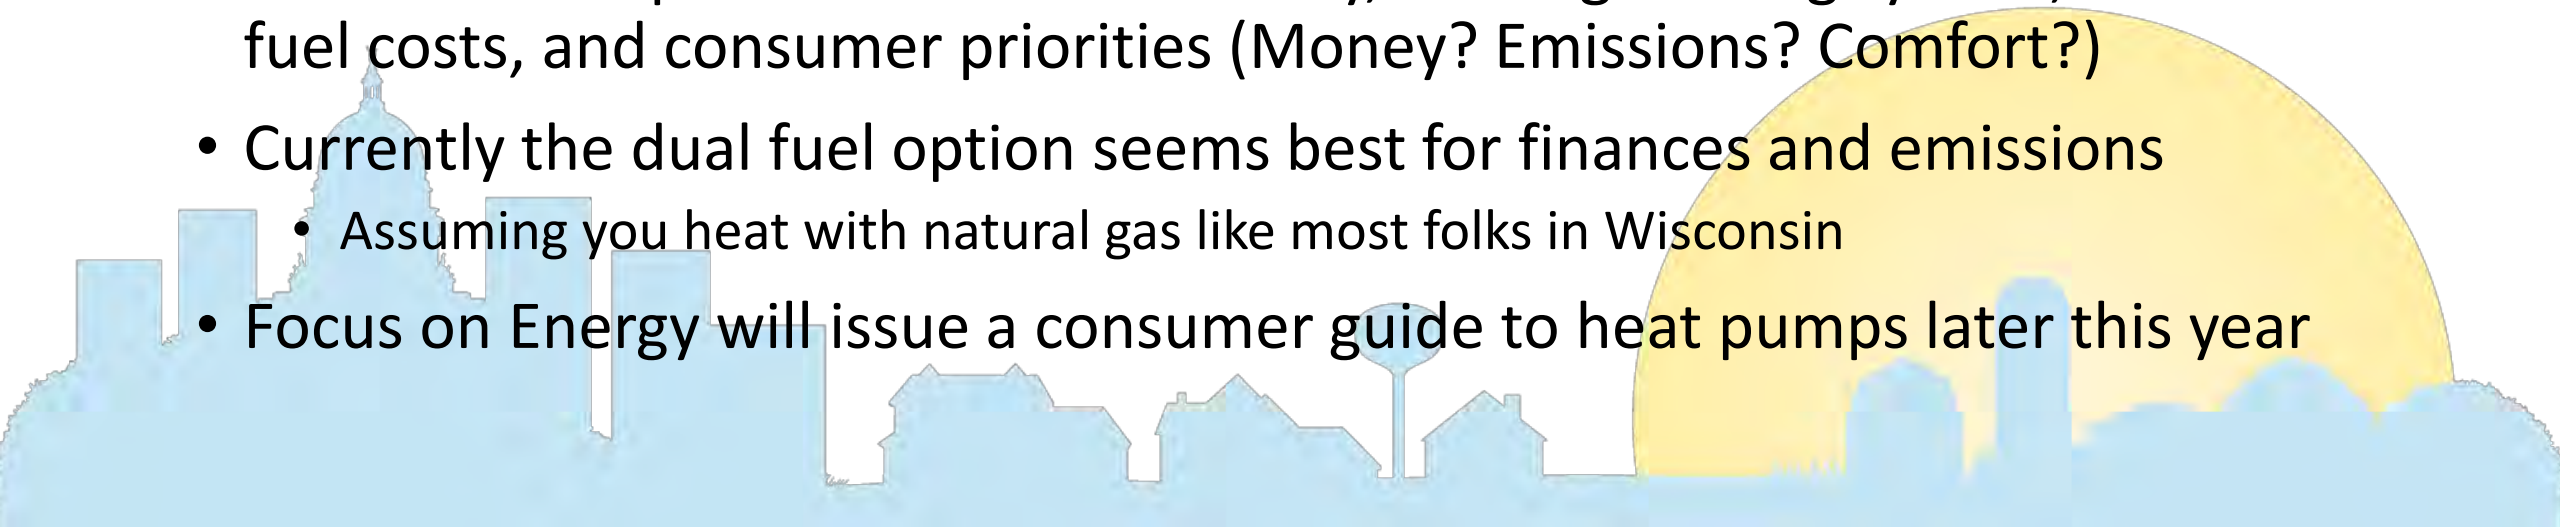 fuel costs, and consumer priorities (Money? Emissions? Comfort?)
• Currently the dual fuel option seems best for finances and emissions
• Assuming you heat with natural gas like most folks in Wisconsin
• Focus on Energy will issue a consumer guide to heat pumps later this year